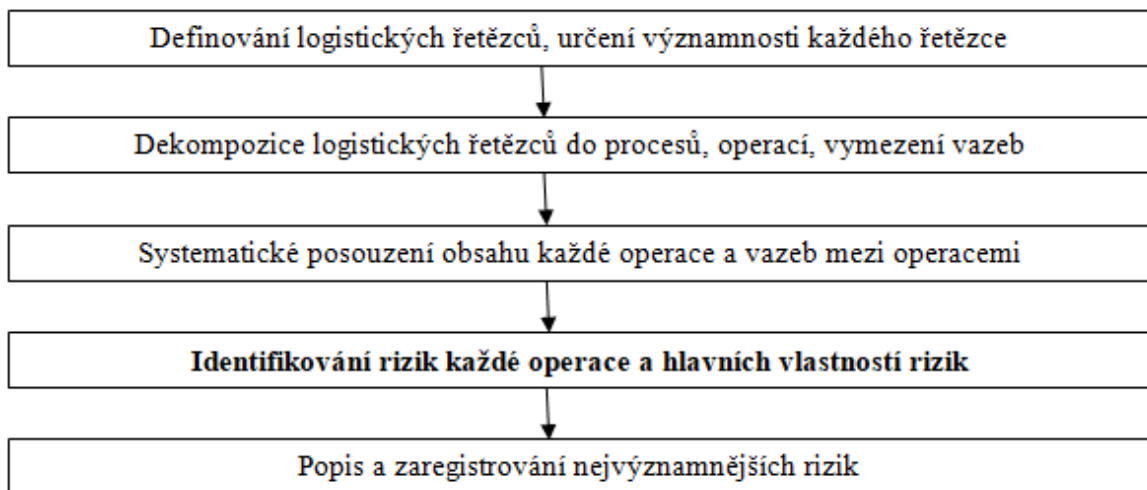 Definování logistických řetězců, určení významnosti každého řetězce
Dekompozice logistických řetězců do procesů, operací, vymezení vazeb
Systematické posouzení obsahu každé operace a vazeb mezi operacemi
Identifikování rizik každé operace a hlavních vlastností rizik
Popis a zaregistrování nejvýznamnějších rizik